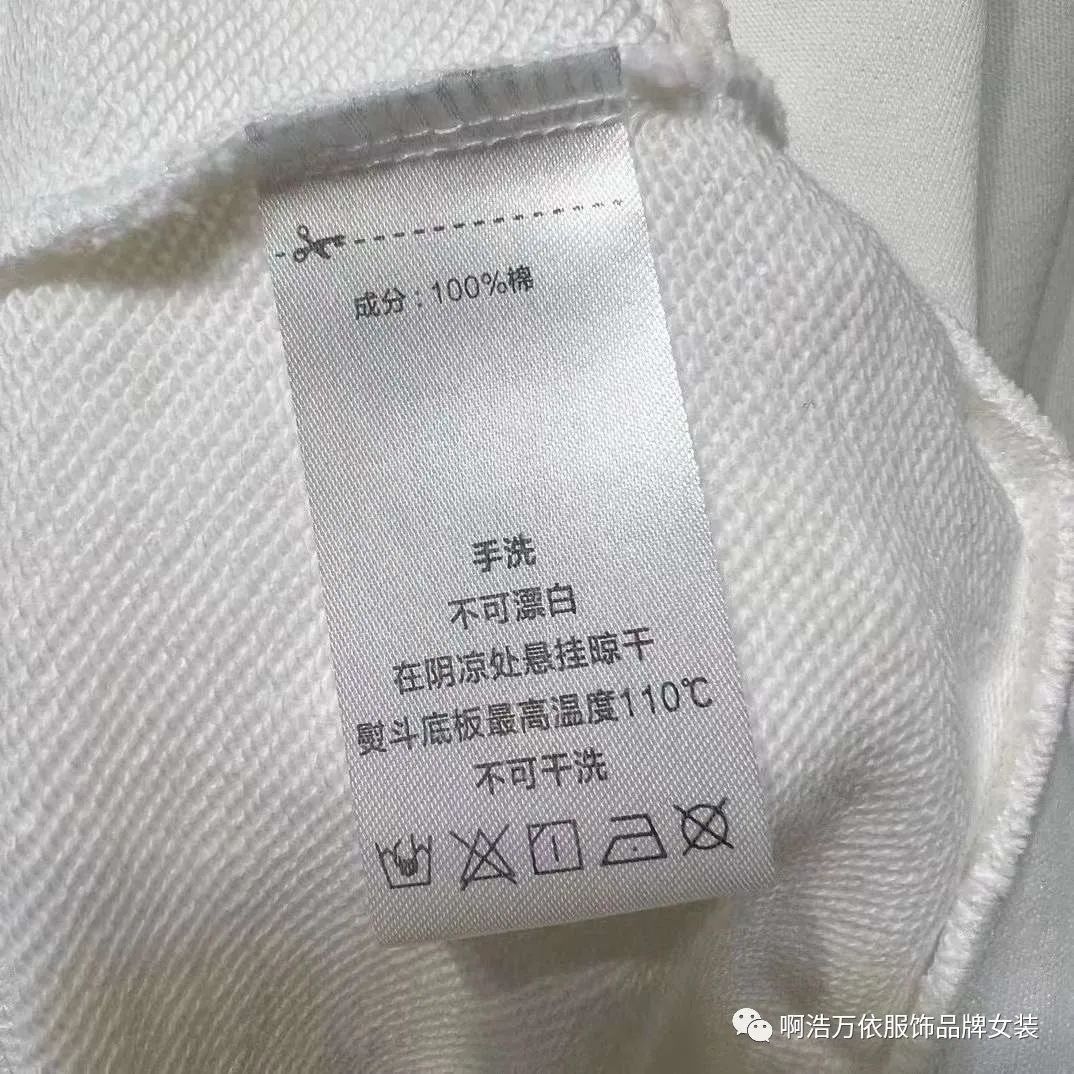 成分：100%棉
手洗
不可漂白
在阴凉处悬挂晾干
熨斗底板最高温度110℃
不可干洗
啊浩万依服饰品牌女装